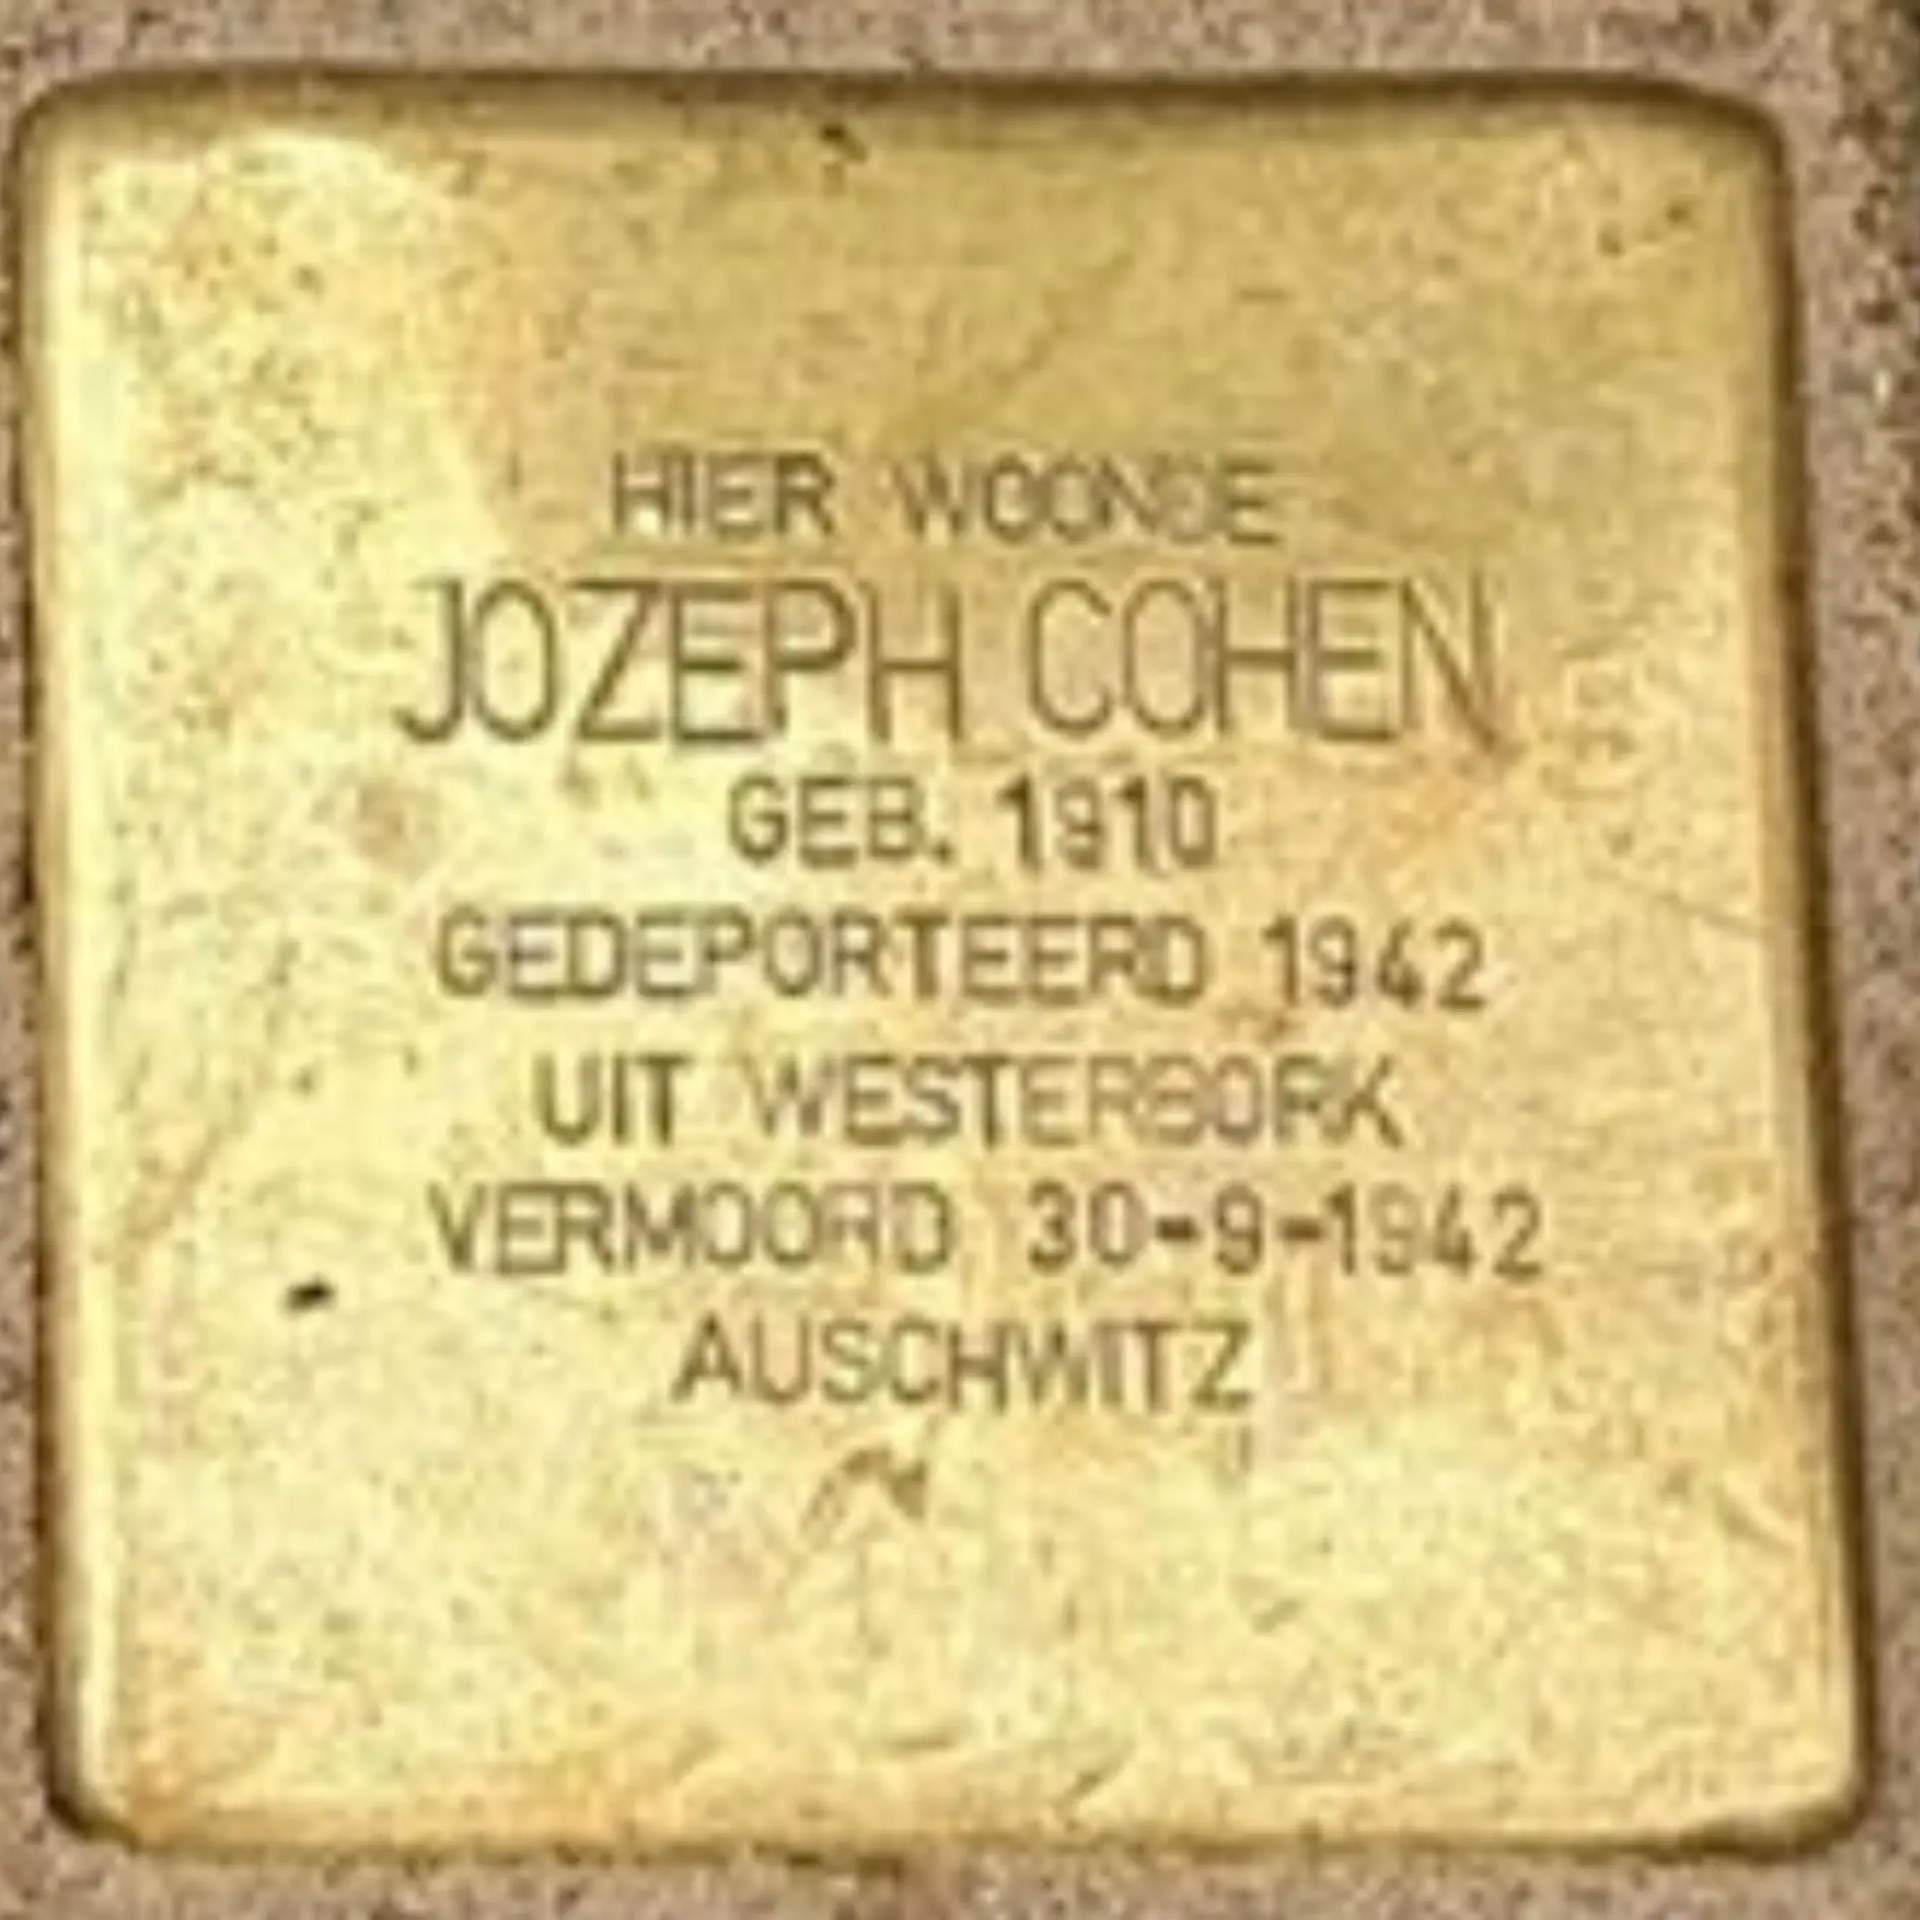 HIER WOONDE
JOZEPH COHEN
GEB. 1910
GEDEPORTEERD 1942
UIT WESTERBORK
VERMOORD 30-9-1942
AUSCHWITZ